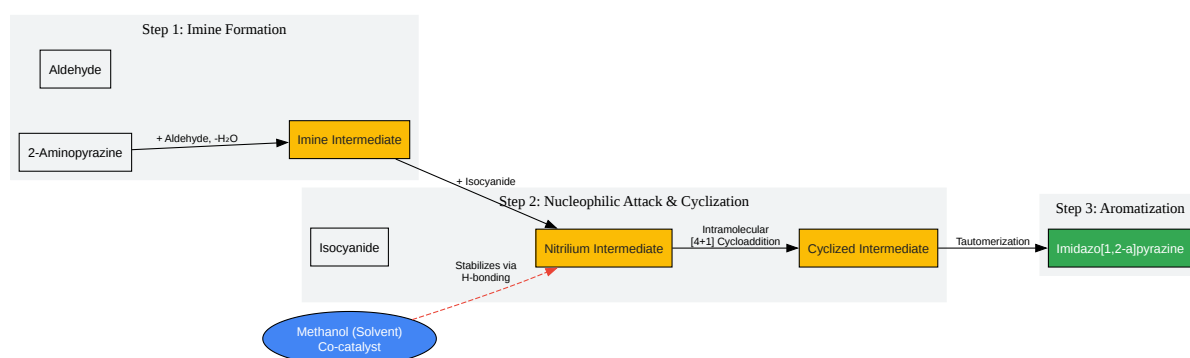 Step 1: Imine Formation
Aldehyde
2-Aminopyrazine
+ Aldehyde, -H₂O
Imine Intermediate
+ Isocyanide
Step 2: Nucleophilic Attack & Cyclization
Isocyanide
Nitrilium Intermediate
Intramolecular
[4+1] Cycloaddition
Cyclized Intermediate
Stabilizes via
H-bonding
Methanol (Solvent)
Co-catalyst
Tautomerization
Step 3: Aromatization
Imidazo[1,2-a]pyrazine